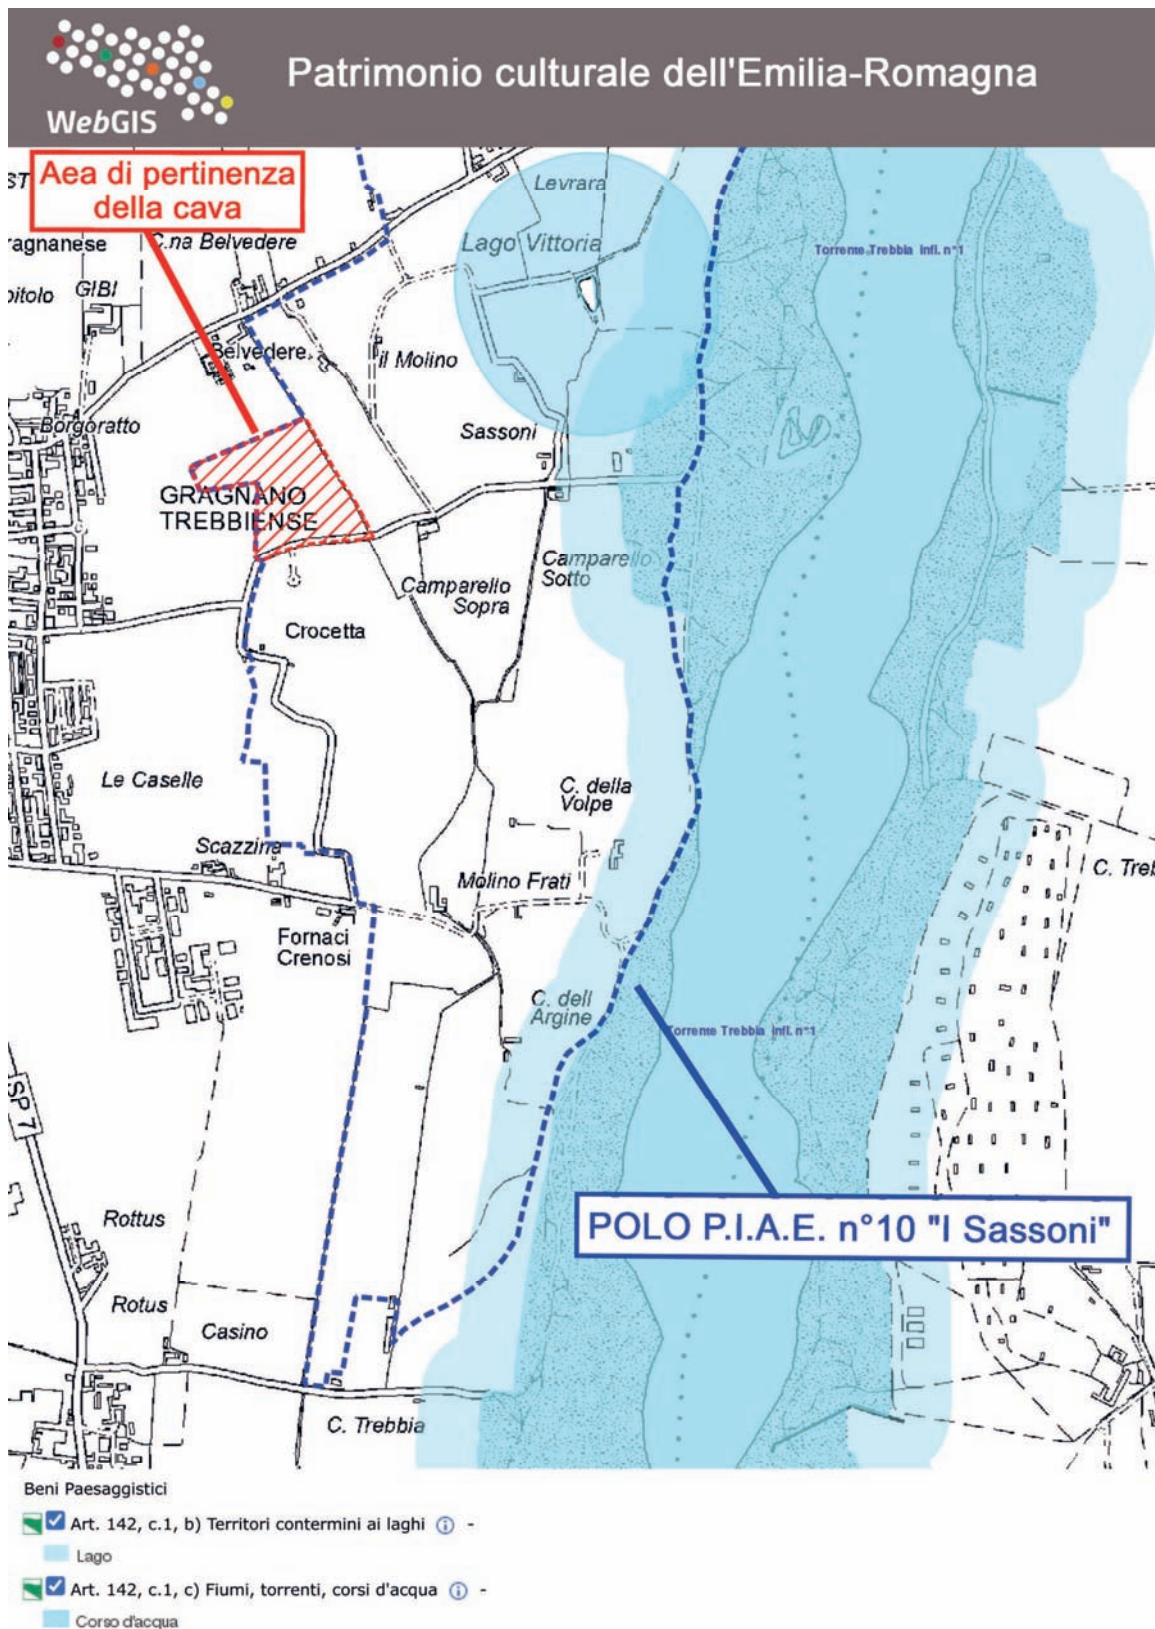 WebGIS
Patrimonio culturale dell'Emilia-Romagna
Aea di pertinenza
della cava
ST
ragnanese
C.na Belvedere
Levrara
Lago Vittoria
Torrente Trebbia infl. n°1
pitolo
GIBI
Belvedere
il Molino
Borgoratto
Sassoni
GRAGNANO
TREBBIENSE
Camparello
Sotto
Camparello
Sopra
Crocetta
Le Caselle
C. della
Volpe
Scazzina
C. Treb
Molino Frati
Fornaci
Crenosi
C. dell
Argine
Torrente Trebbia infl. n°1
SP 7
POLO P.I.A.E. n°10 "I Sassoni"
Rottus
Rotus
Casino
C. Trebbia
Beni Paesaggistici
Art. 142, c.1, b) Territori contermini ai laghi -
Lago
Art. 142, c.1, c) Fiumi, torrenti, corsi d'acqua -
Corso d'acqua